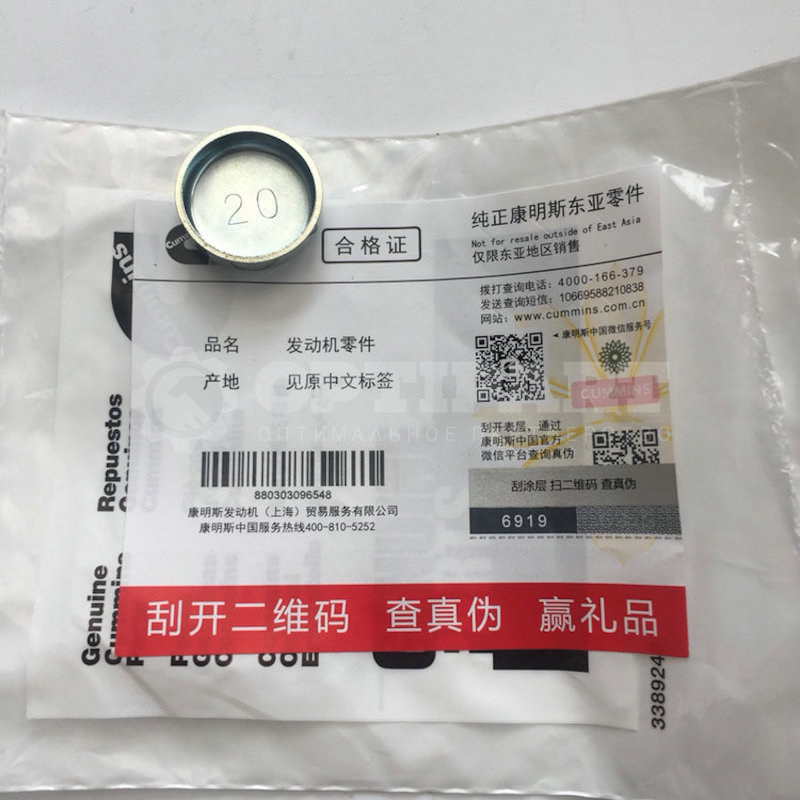 20
Cummins
合格证
纯正康明斯东亚零件
Not for resale outside of East Asia
仅限东亚地区销售
拨打查询电话：4000-166-379
发送查询短信：10669588210838
网站：www.cummins.com.cn
康明斯中国微信服务号
CUMMINS
品名 发动机零件
产地 见原中文标签
刮开表层，通过
康明斯中国官方
微信平台查询真伪
刮涂层 扫二维码 查真伪
6919
880303096548
康明斯发动机（上海）贸易服务有限公司
康明斯中国服务热线400-810-5252
刮开二维码 查真伪 赢礼品
Repuestos
Genuine
Cummins
338924